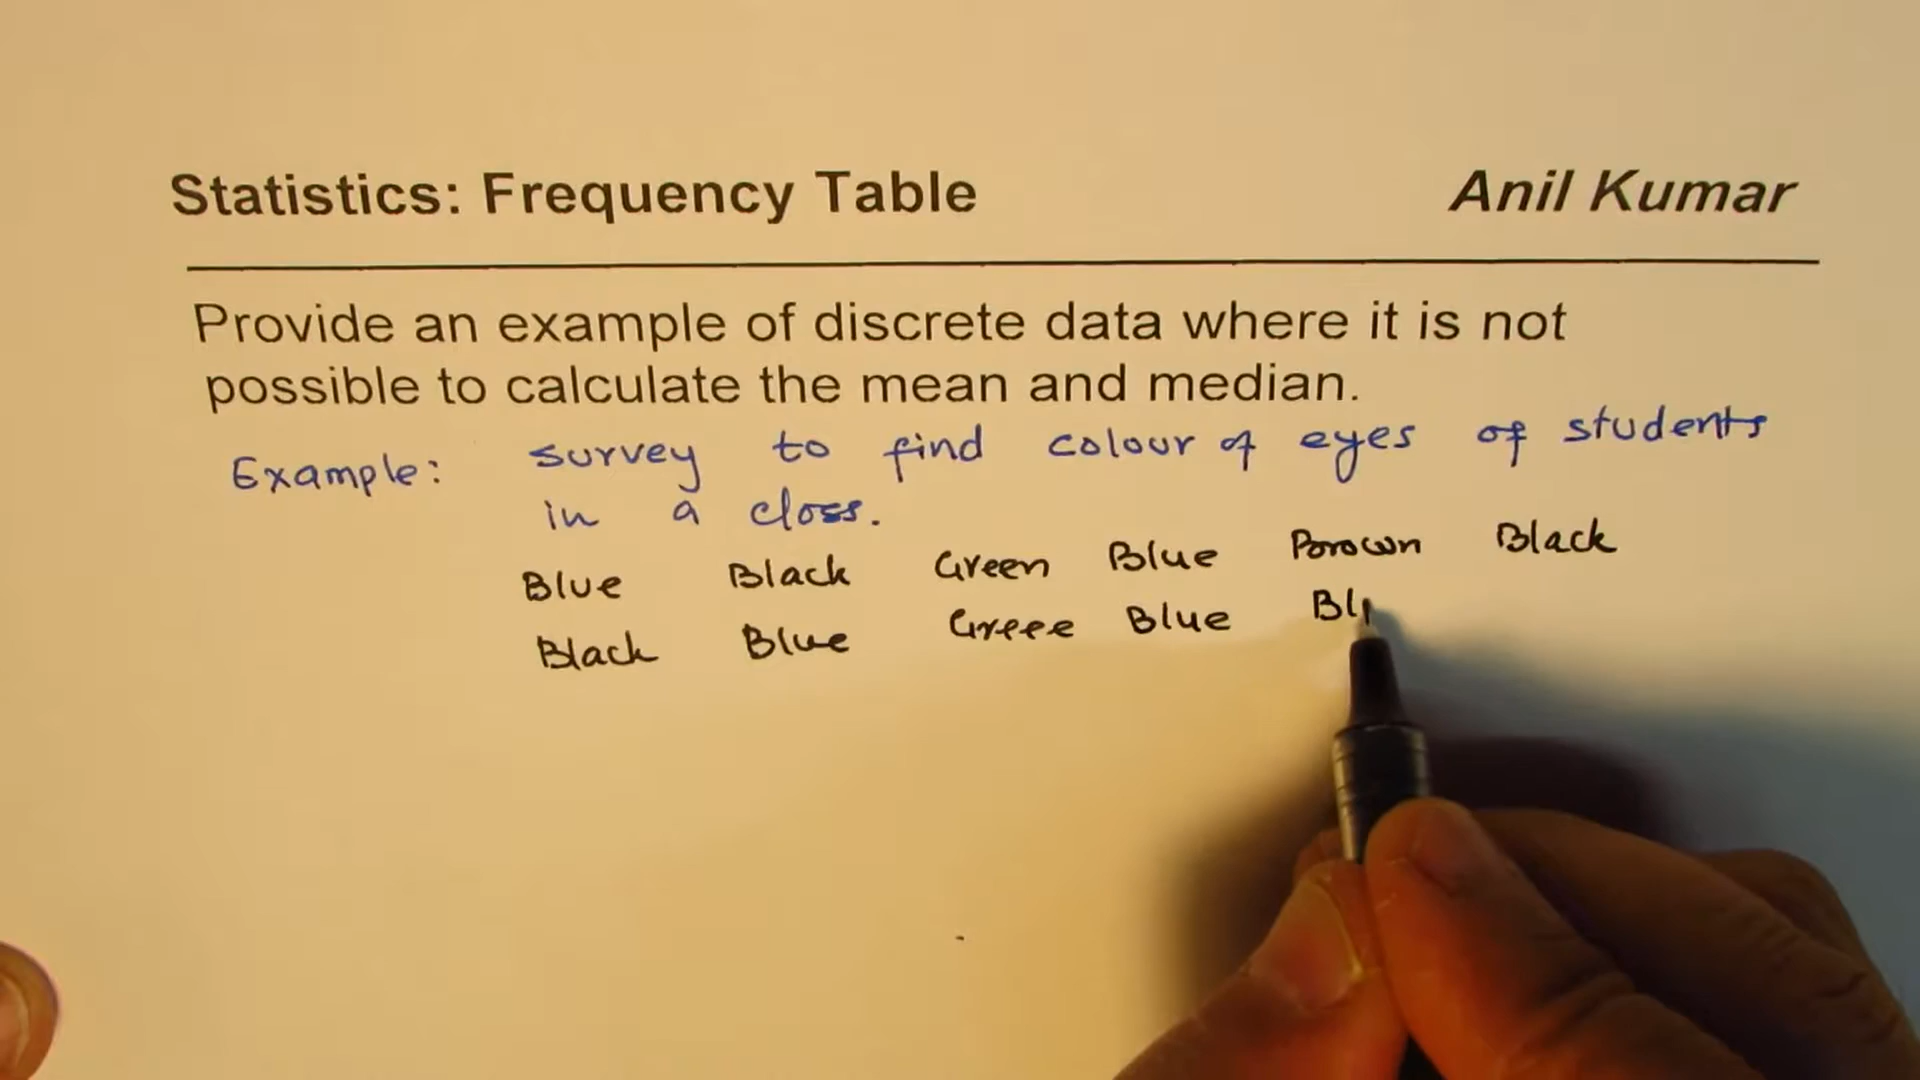 Statistics: Frequency Table Anil Kumar
Provide an example of discrete data where it is not
possible to calculate the mean and median.
Example: survey to find colour of eyes of students
in a class.
Blue Black Green Blue Brown Black
Black Blue Greee Blue Bl